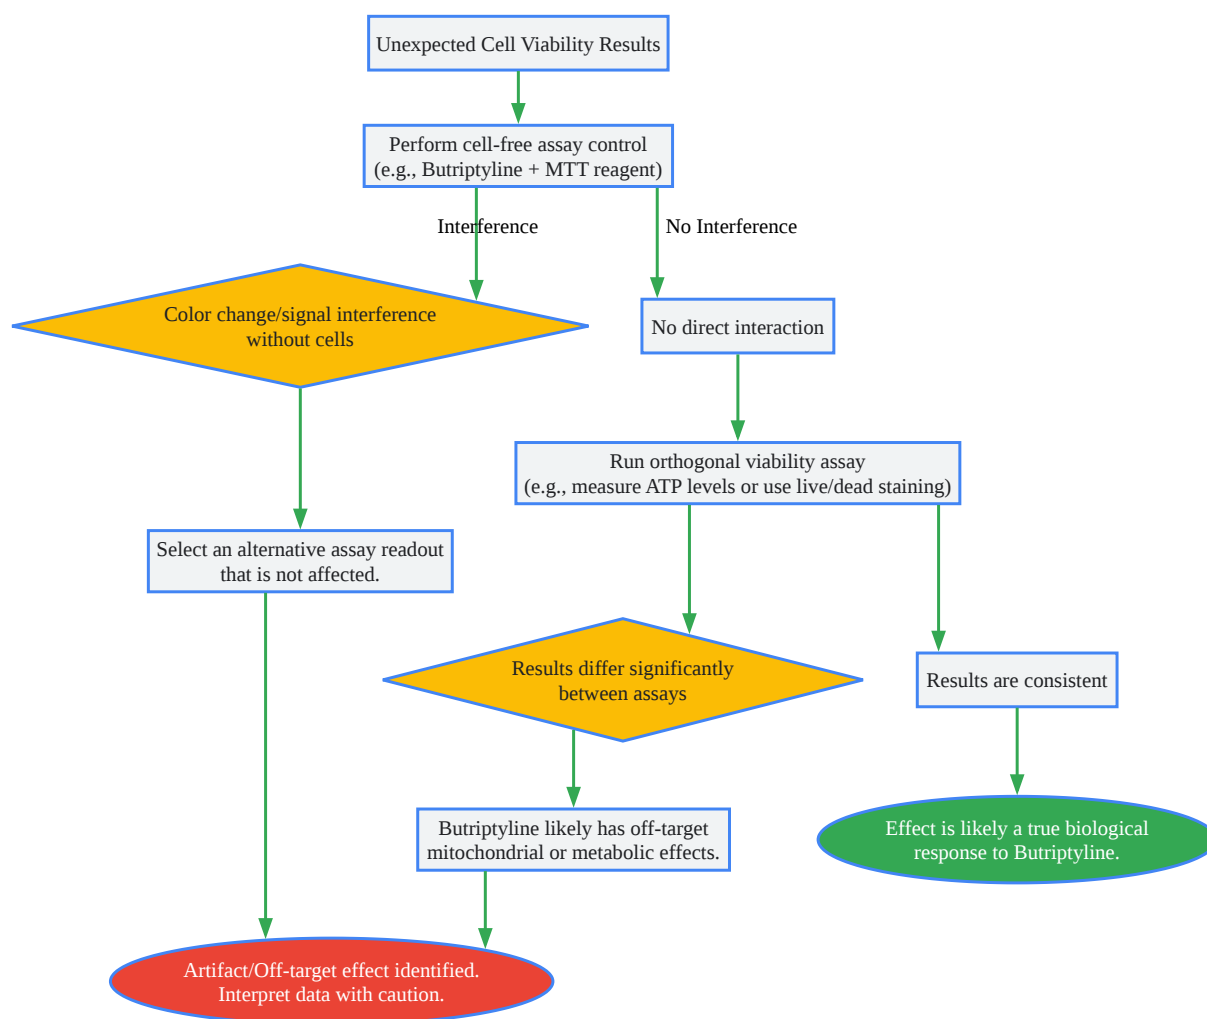 Unexpected Cell Viability Results
Perform cell-free assay control
(e.g., Butriptyline + MTT reagent)
Interference
No Interference
Color change/signal interference
without cells
No direct interaction
Run orthogonal viability assay
(e.g., measure ATP levels or use live/dead staining)
Select an alternative assay readout
that is not affected.
Results differ significantly
between assays
Results are consistent
Butriptyline likely has off-target
mitochondrial or metabolic effects.
Effect is likely a true biological
response to Butriptyline.
Artifact/Off-target effect identified.
Interpret data with caution.